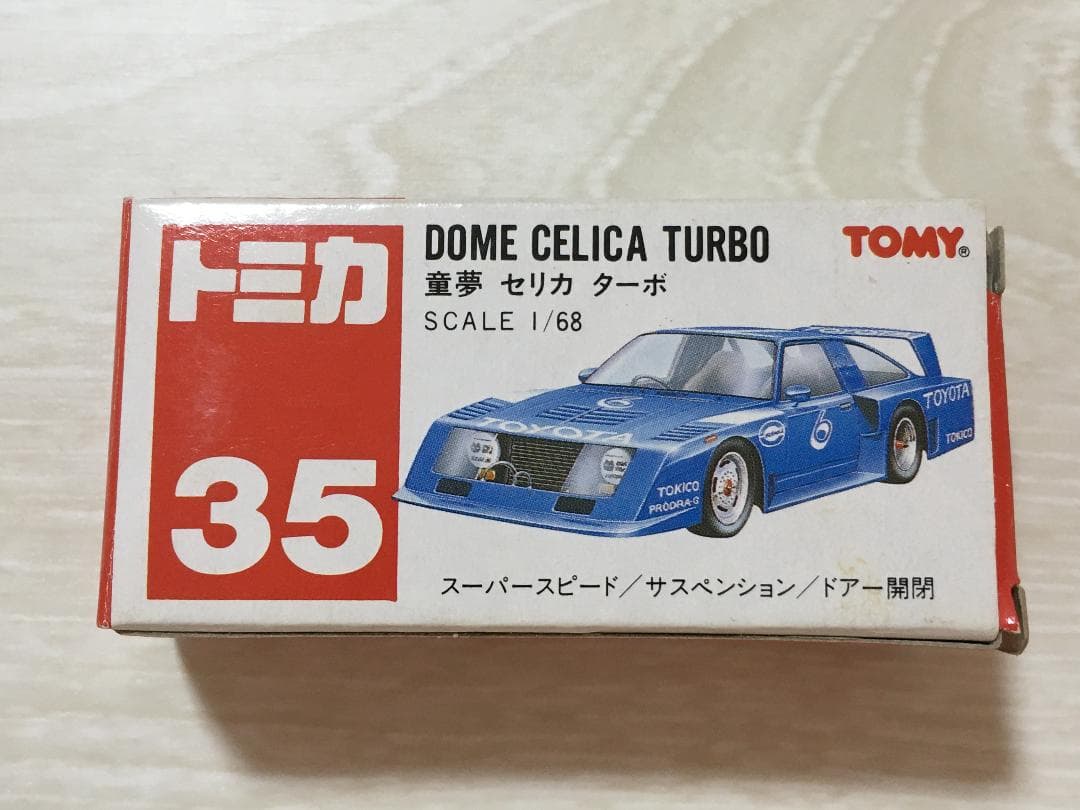 トミカ
35
DOME CELICA TURBO
童夢 セリカ ターボ
SCALE 1/68
TOMY®
6
TOYOTA
6
TOYOTA
TOKICO
TOKICO
PRODRA-G
スーパースピード/サスペンション/ドアー開閉